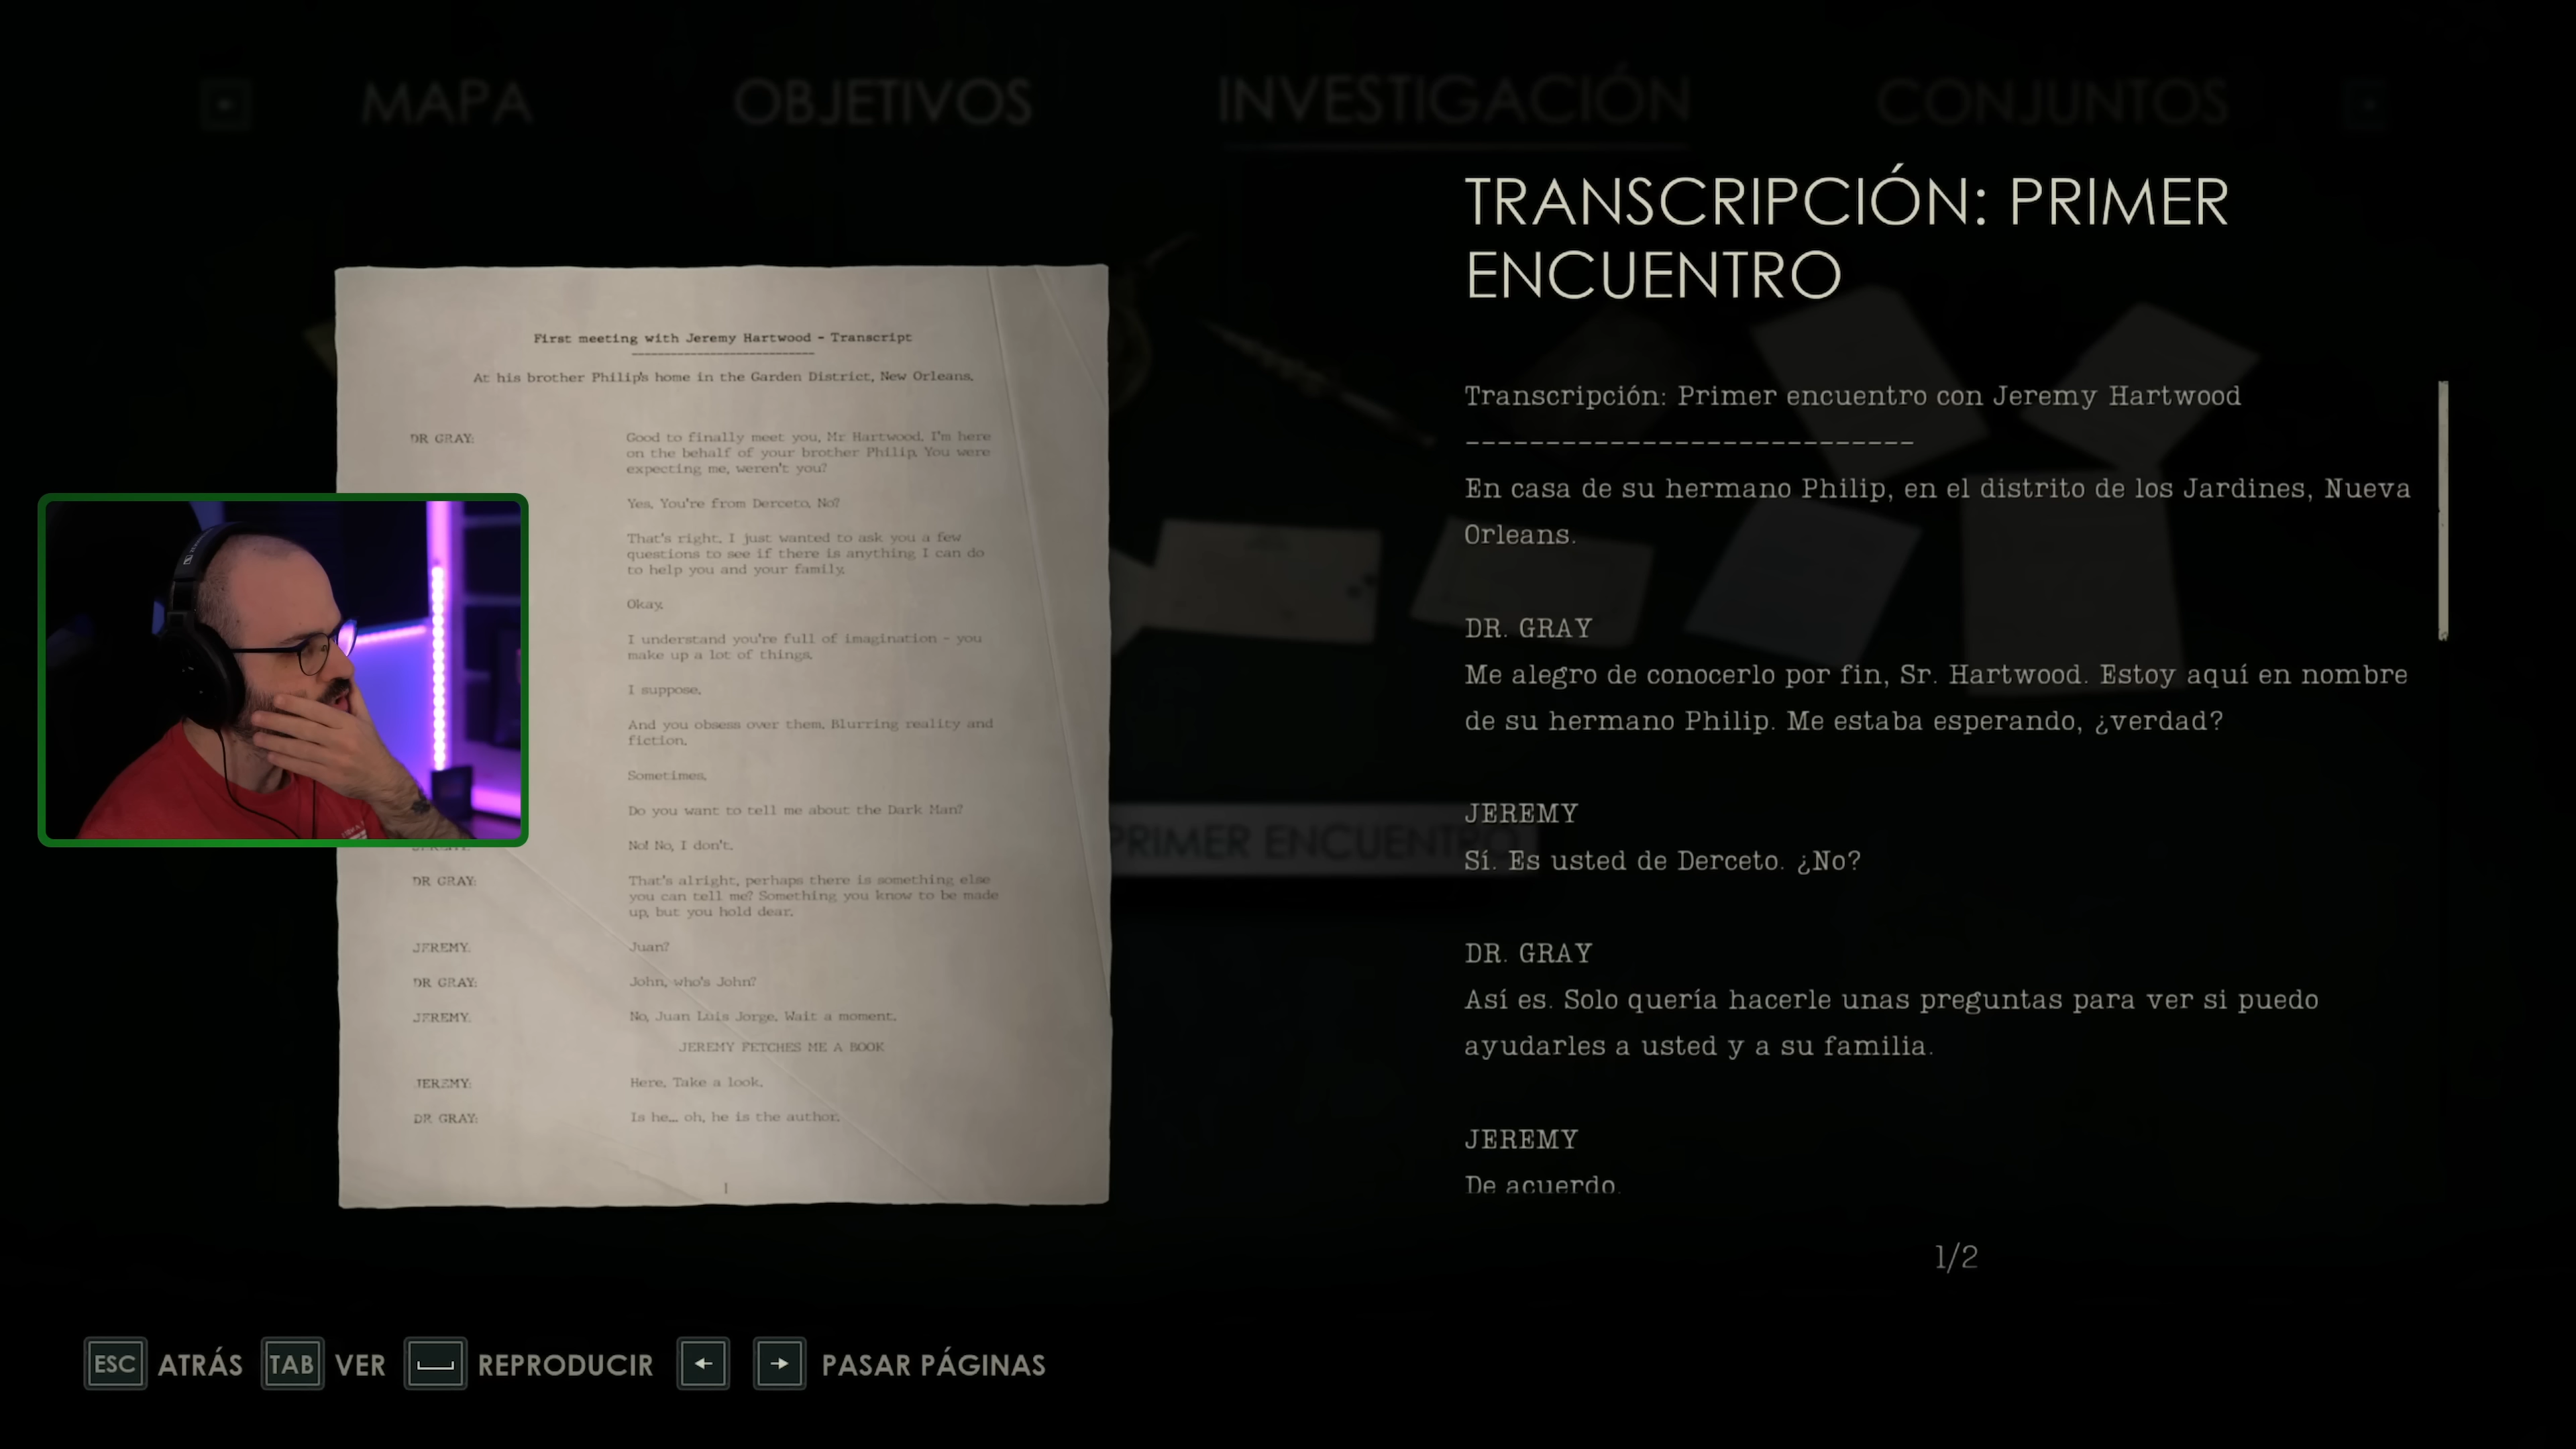 MAPA
OBJETIVOS
INVESTIGACIÓN
CONJUNTOS
First meeting with Jeremy Hartwood - Transcript
At his brother Philip's home in the Garden District, New Orleans.
DR GRAY:
Good to finally meet you, Mr Hartwood. I'm here
on the behalf of your brother Philip. You were
expecting me, weren't you?
Yes. You're from Derceto, No?
That's right. I just wanted to ask you a few
questions to see if there is anything I can do
to help you and your family.
Okay.
I understand you're full of imagination - you
make up a lot of things.
I suppose.
And you obsess over them. Blurring reality and
fiction.
Sometimes.
Do you want to tell me about the Dark Man?
No! No, I don't.
DR GRAY:
That's alright, perhaps there is something else
you can tell me? Something you know to be made
up, but you hold dear.
JEREMY:
Juan?
DR GRAY:
John, who's John?
JEREMY:
No, Juan Luis Jorge. Wait a moment.
JEREMY FETCHES ME A BOOK
JEREMY:
Here. Take a look.
DR GRAY:
Is he... oh, he is the author.
1
TRANSCRIPCIÓN: PRIMER
ENCUENTRO
Transcripción: Primer encuentro con Jeremy Hartwood
----------------------------
En casa de su hermano Philip, en el distrito de los Jardines, Nueva
Orleans.
DR. GRAY
Me alegro de conocerlo por fin, Sr. Hartwood. Estoy aquí en nombre
de su hermano Philip. Me estaba esperando, ¿verdad?
JEREMY
Sí. Es usted de Derceto. ¿No?
DR. GRAY
Así es. Solo quería hacerle unas preguntas para ver si puedo
ayudarles a usted y a su familia.
JEREMY
De acuerdo.
PRIMER ENCUENTRO
1/2
ESC ATRÁS TAB VER REPRODUCIR ← → PASAR PÁGINAS